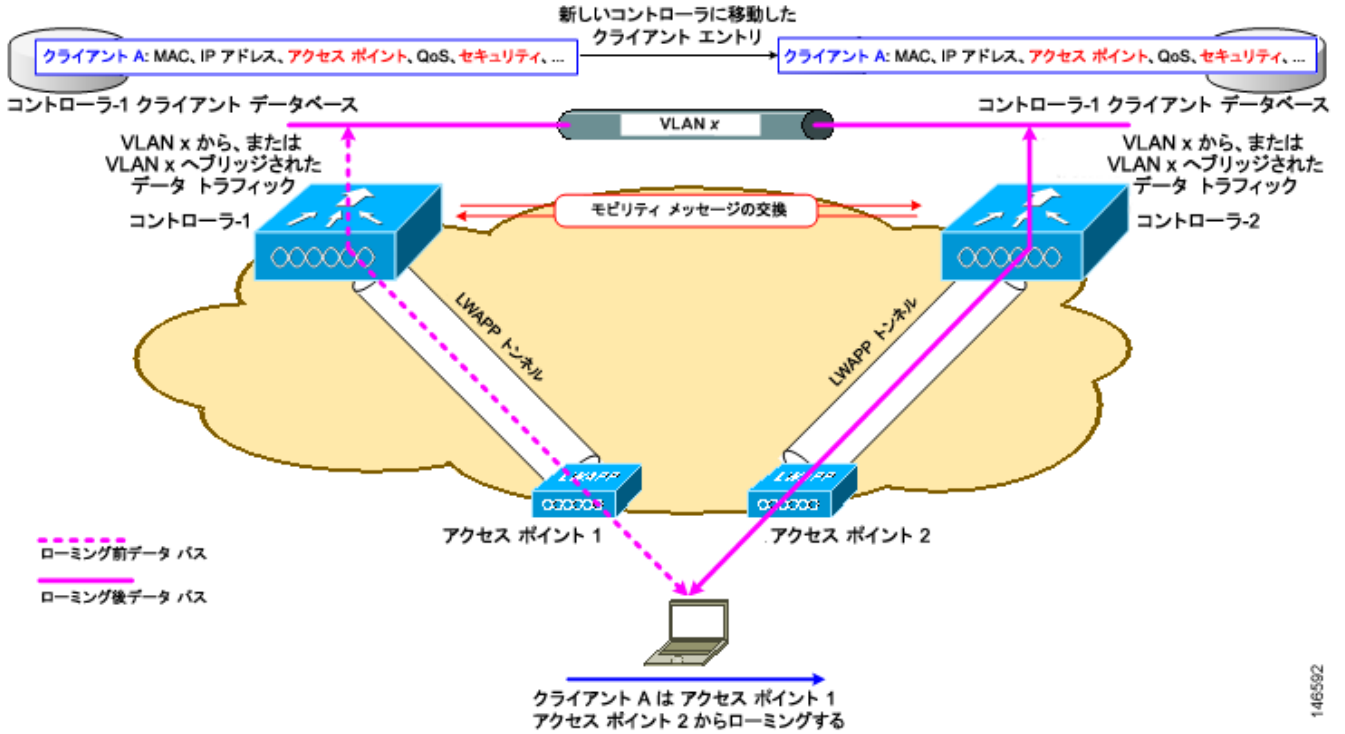 新しいコントローラに移動した
クライアント エントリ
クライアント A: MAC、IP アドレス、アクセス ポイント、QoS、セキュリティ、...
クライアント A: MAC、IP アドレス、アクセス ポイント、QoS、セキュリティ、...
コントローラ-1 クライアント データベース
コントローラ-1 クライアント データベース
VLAN x
VLAN x から、または
VLAN x へブリッジされた
データ トラフィック
VLAN x から、または
VLAN x へブリッジされた
データ トラフィック
コントローラ-1
モビリティ メッセージの交換
コントローラ-2
LWAPP トンネル
LWAPP トンネル
LWAPP
LWAPP
アクセス ポイント 1
アクセス ポイント 2
ローミング前データ パス
ローミング後データ パス
クライアント A は アクセス ポイント 1
アクセス ポイント 2 からローミングする
146592